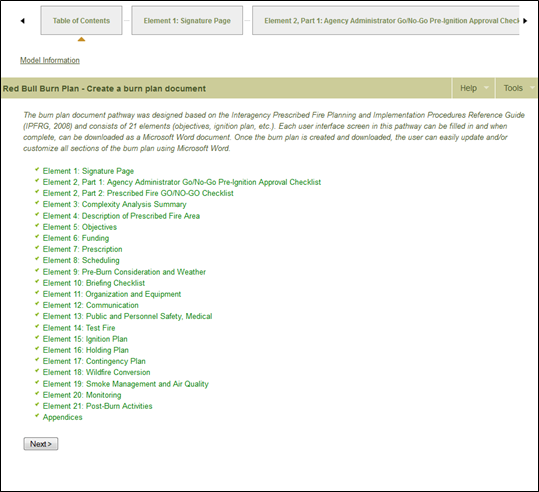 Table of Contents
Element 1: Signature Page
Element 2, Part 1: Agency Administrator Go/No-Go Pre-Ignition Approval Check
Model Information
Red Bull Burn Plan - Create a burn plan document
Help
Tools
The burn plan document pathway was designed based on the Interagency Prescribed Fire Planning and Implementation Procedures Reference Guide
(IPFRG, 2008) and consists of 21 elements (objectives, ignition plan, etc.). Each user interface screen in this pathway can be filled in and when
complete, can be downloaded as a Microsoft Word document. Once the burn plan is created and downloaded, the user can easily update and/or
customize all sections of the burn plan using Microsoft Word.
Element 1: Signature Page
Element 2, Part 1: Agency Administrator Go/No-Go Pre-Ignition Approval Checklist
Element 2, Part 2: Prescribed Fire GO/NO-GO Checklist
Element 3: Complexity Analysis Summary
Element 4: Description of Prescribed Fire Area
Element 5: Objectives
Element 6: Funding
Element 7: Prescription
Element 8: Scheduling
Element 9: Pre-Burn Consideration and Weather
Element 10: Briefing Checklist
Element 11: Organization and Equipment
Element 12: Communication
Element 13: Public and Personnel Safety, Medical
Element 14: Test Fire
Element 15: Ignition Plan
Element 16: Holding Plan
Element 17: Contingency Plan
Element 18: Wildfire Conversion
Element 19: Smoke Management and Air Quality
Element 20: Monitoring
Element 21: Post-Burn Activities
Appendices
Next >